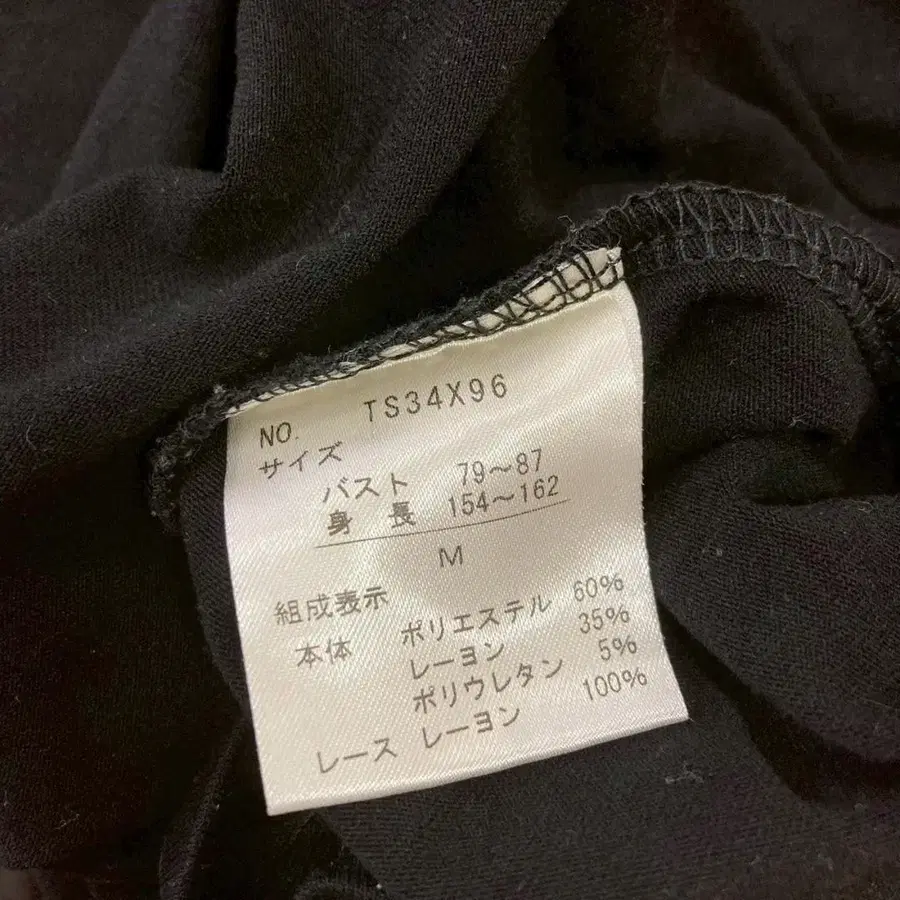 NO. TS34X96
サイズ
バスト 79～87
身長 154～162
M
組成表示
本体 ポリエステル 60%
レーヨン 35%
ポリウレタン 5%
レース レーヨン 100%